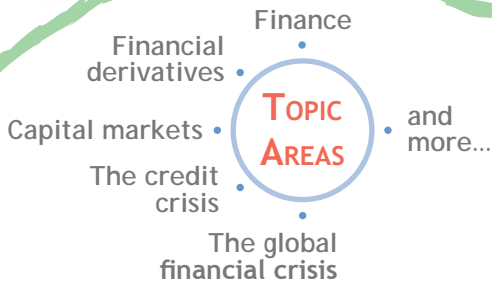 Finance
Financial
derivatives
Capital markets
The credit
crisis
The global
financial crisis
and
more...
TOPIC
AREAS